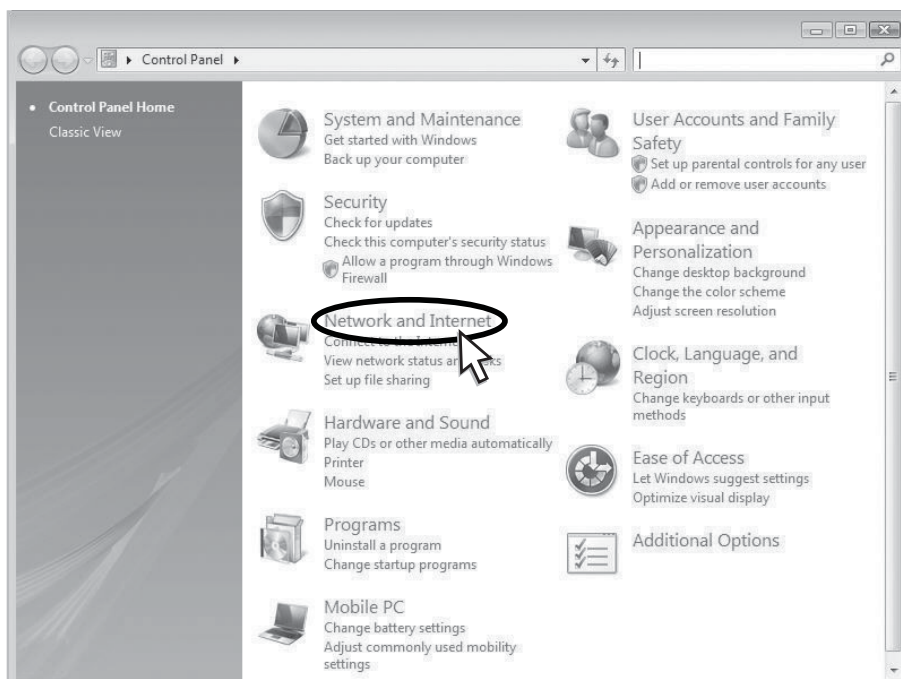 Control Panel
Control Panel Home
Classic View
System and Maintenance
Get started with Windows
Back up your computer
Security
Check for updates
Check this computer's security status
Allow a program through Windows
Firewall
Network and Internet
Connect to the Internet
View network status and tasks
Set up file sharing
Hardware and Sound
Play CDs or other media automatically
Printer
Mouse
Programs
Uninstall a program
Change startup programs
Mobile PC
Change battery settings
Adjust commonly used mobility
settings
User Accounts and Family
Safety
Set up parental controls for any user
Add or remove user accounts
Appearance and
Personalization
Change desktop background
Change the color scheme
Adjust screen resolution
Clock, Language, and
Region
Change keyboards or other input
methods
Ease of Access
Let Windows suggest settings
Optimize visual display
Additional Options